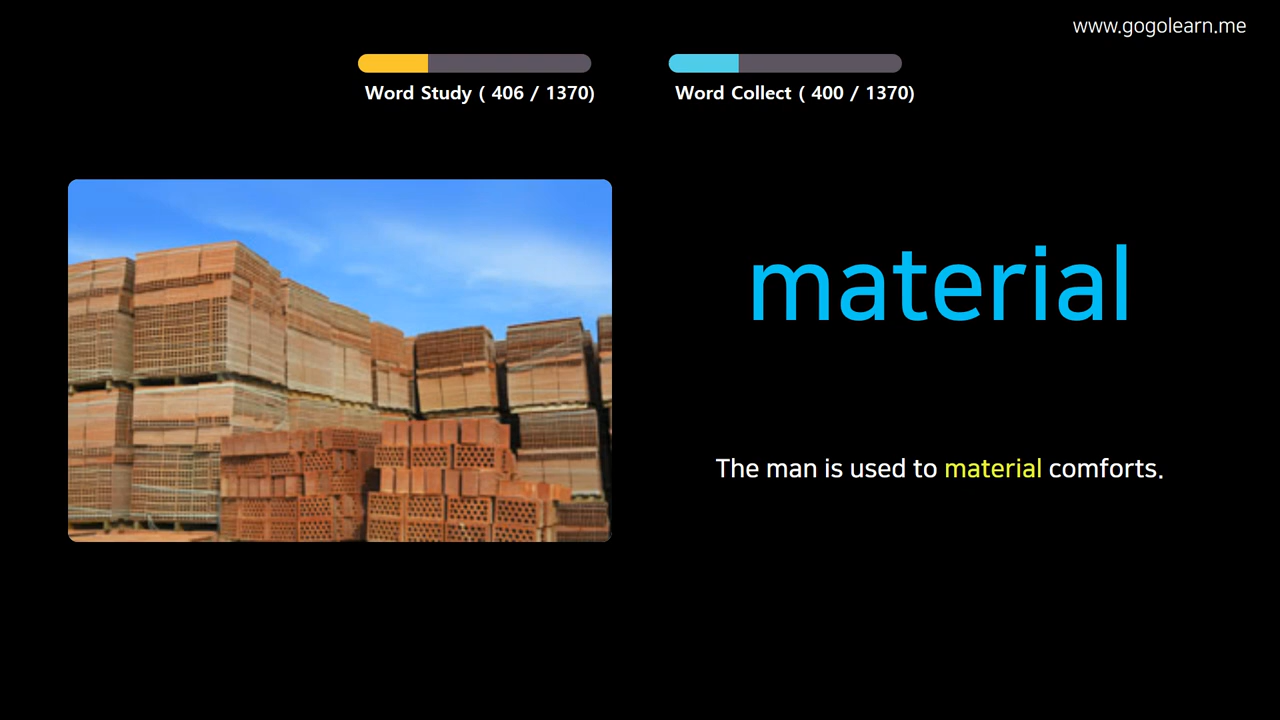 www.gogolearn.me
Word Study ( 406 / 1370)
Word Collect ( 400 / 1370)
material
The man is used to material comforts.